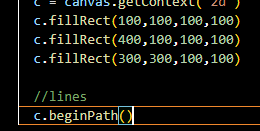 c = canvas.getContext("2d")
c.fillRect(100,100,100,100)
c.fillRect(400,100,100,100)
c.fillRect(300,300,100,100)
//lines
c.beginPath()